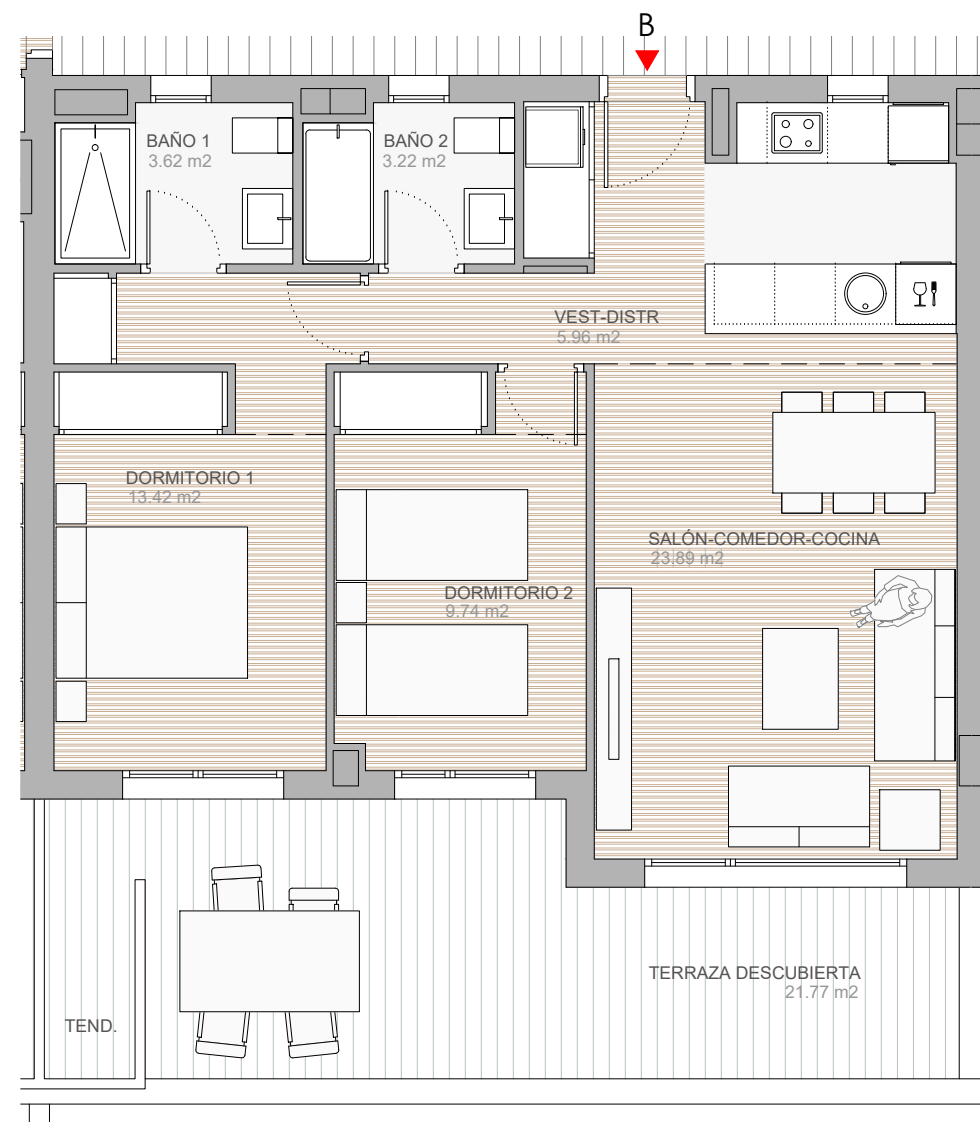 B
BAÑO 1
3.62 m2
BAÑO 2
3.22 m2
VEST-DISTR
5.96 m2
DORMITORIO 1
13.42 m2
SALÓN-COMEDOR-COCINA
23.89 m2
DORMITORIO 2
9.74 m2
TERRAZA DESCUBIERTA
21.77 m2
TEND.